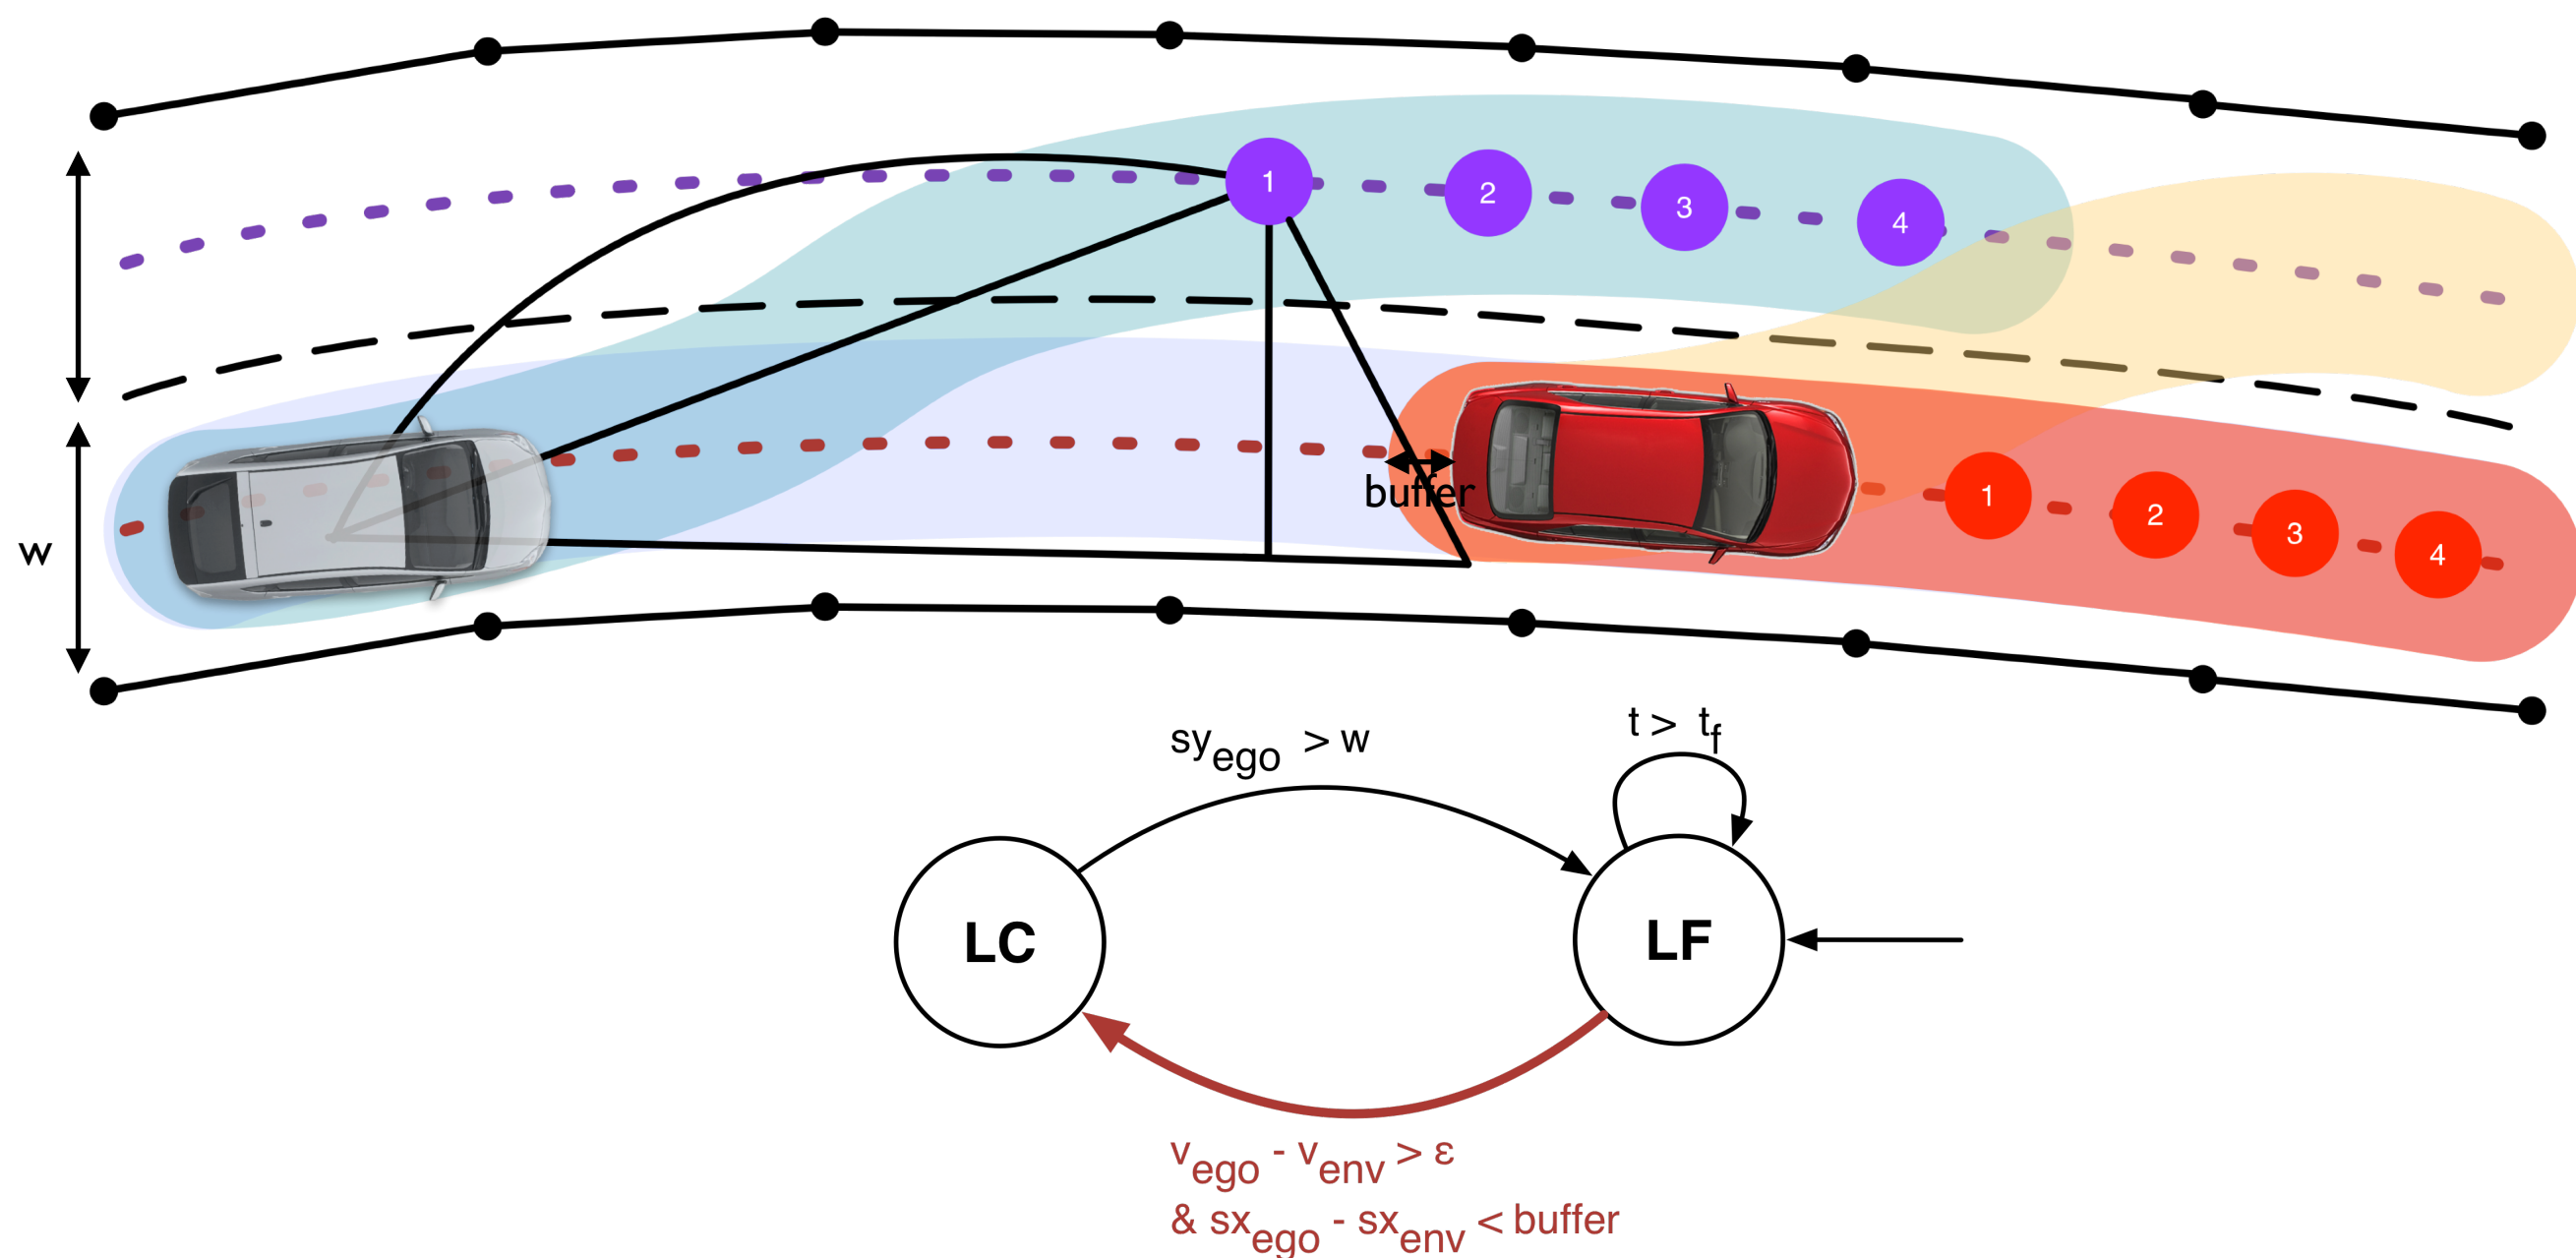 1
2
3
4
w
buffer
1
2
3
4
sy_ego > w
t > t_f
LC
LF
v_ego - v_env > ε
& sx_ego - sx_env < buffer